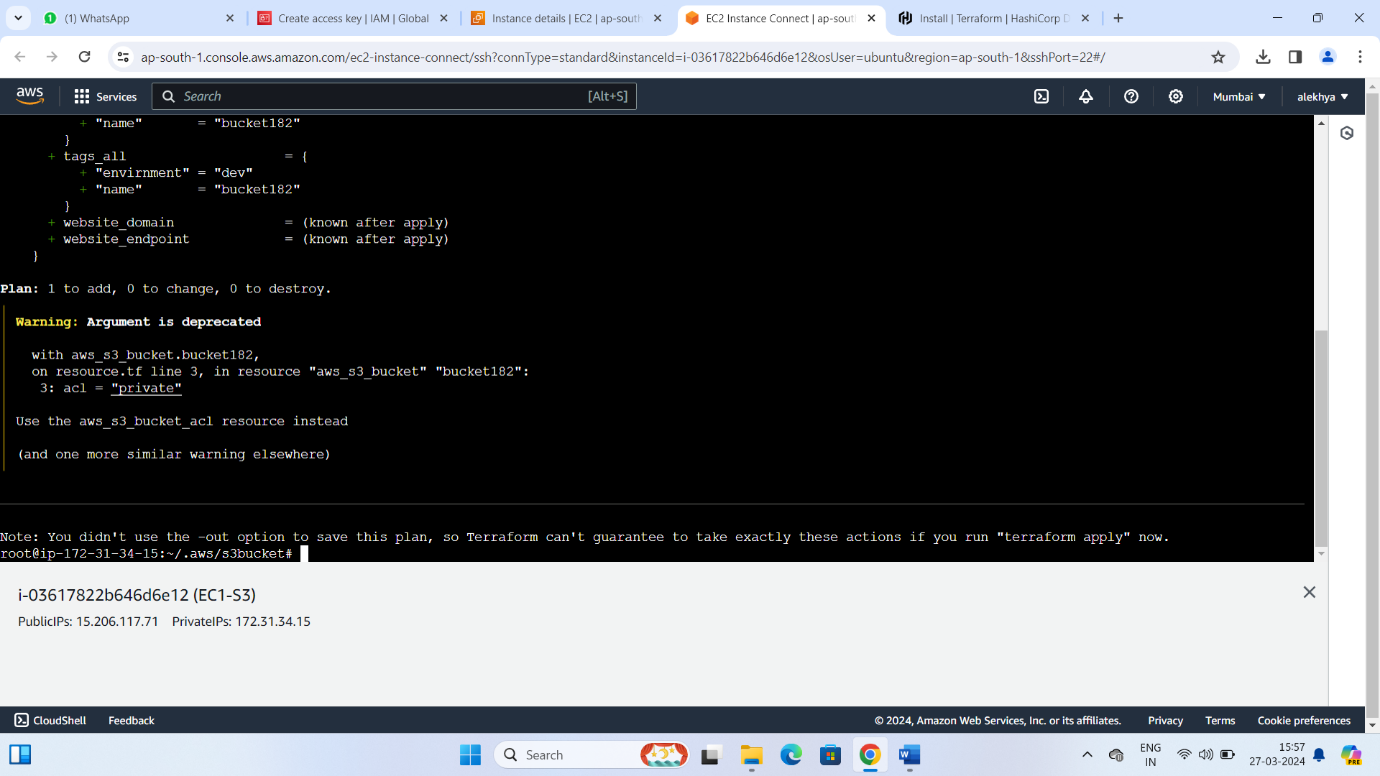 (1) WhatsApp
Create access key | IAM | Global
Instance details | EC2 | ap-south
EC2 Instance Connect | ap-sout
Install | Terraform | HashiCorp D
ap-south-1.console.aws.amazon.com/ec2-instance-connect/ssh?connType=standard&instanceId=i-03617822b646d6e12&osUser=ubuntu&region=ap-south-1&sshPort=22#/
aws
Services
Search
[Alt+S]
Mumbai
alekhya
+ "name" = "bucket182"
}
+ tags_all = {
+ "envirnment" = "dev"
+ "name" = "bucket182"
}
+ website_domain = (known after apply)
+ website_endpoint = (known after apply)
}
Plan: 1 to add, 0 to change, 0 to destroy.
Warning: Argument is deprecated
with aws_s3_bucket.bucket182,
on resource.tf line 3, in resource "aws_s3_bucket" "bucket182":
3: acl = "private"
Use the aws_s3_bucket_acl resource instead
(and one more similar warning elsewhere)
Note: You didn't use the -out option to save this plan, so Terraform can't guarantee to take exactly these actions if you run "terraform apply" now.
root@ip-172-31-34-15:~/.aws/s3bucket#
i-03617822b646d6e12 (EC1-S3)
PublicIPs: 15.206.117.71 PrivateIPs: 172.31.34.15
CloudShell
Feedback
© 2024, Amazon Web Services, Inc. or its affiliates.
Privacy
Terms
Cookie preferences
Search
ENG
IN
15:57
27-03-2024
PRE